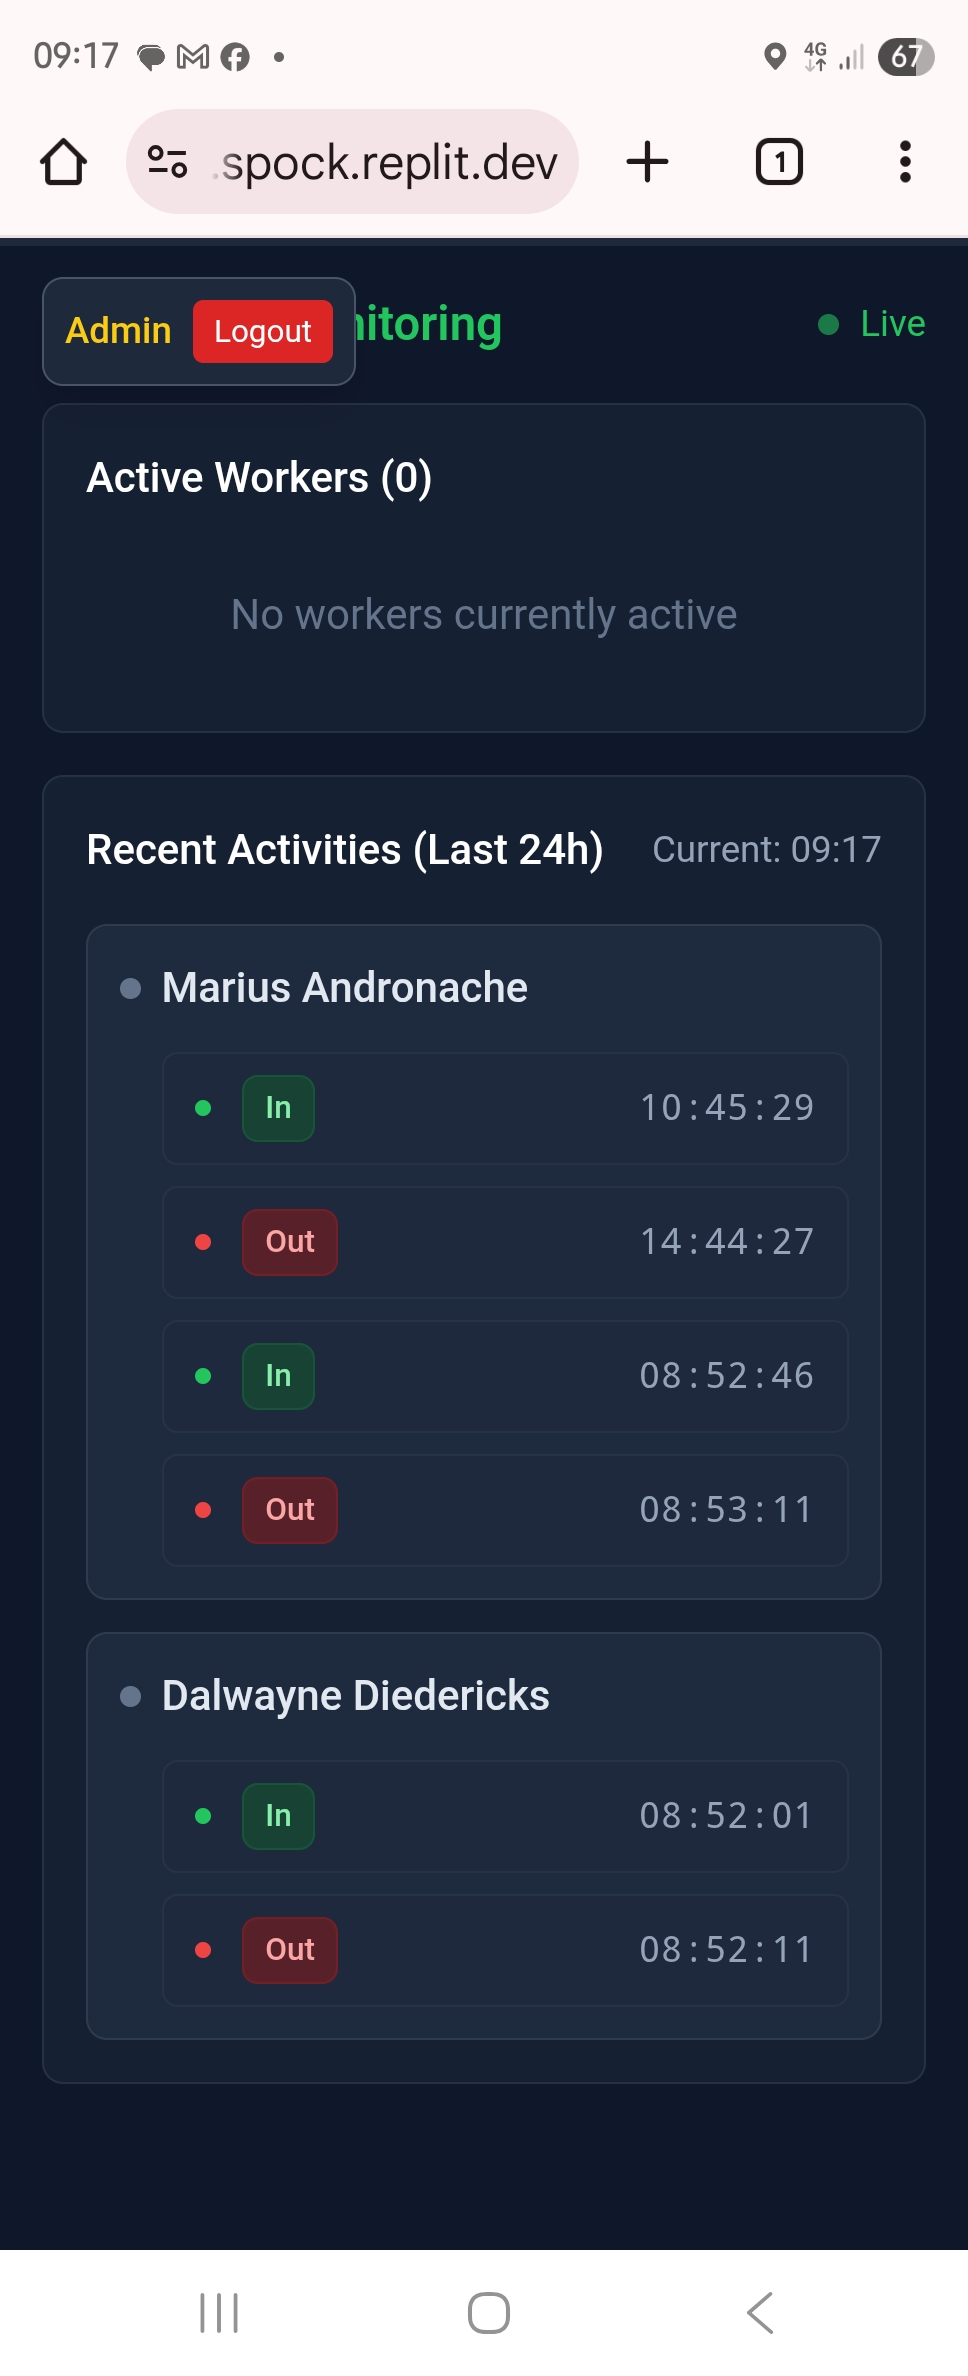 09:17
4G
67
.spock.replit.dev
1
Admin Logout nitoring Live
Active Workers (0)
No workers currently active
Recent Activities (Last 24h) Current: 09:17
Marius Andronache
In 10:45:29
Out 14:44:27
In 08:52:46
Out 08:53:11
Dalwayne Diedericks
In 08:52:01
Out 08:52:11